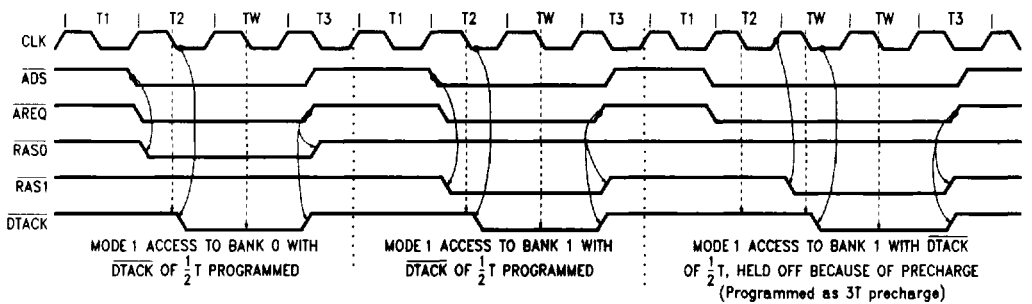 T1 T2 TW T3 T1 T2 TW T3 T1 T2 TW TW T3
CLK
ADS
AREQ
RAS0
RAS1
DTACK
MODE 1 ACCESS TO BANK 0 WITH
DTACK OF 1/2 T PROGRAMMED
MODE 1 ACCESS TO BANK 1 WITH
DTACK OF 1/2 T PROGRAMMED
MODE 1 ACCESS TO BANK 1 WITH DTACK
OF 1/2 T, HELD OFF BECAUSE OF PRECHARGE
(Programmed as 3T precharge)